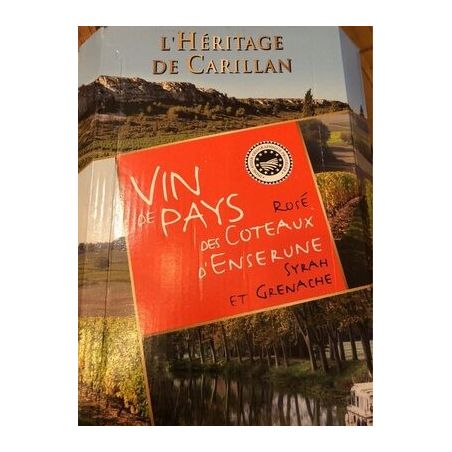 L'HÉRITAGE
DE CARILLAN
VIN
DE PAYS
ROSÉ
DES COTEAUX
D'ENSERUNE
SYRAH
ET GRENACHE